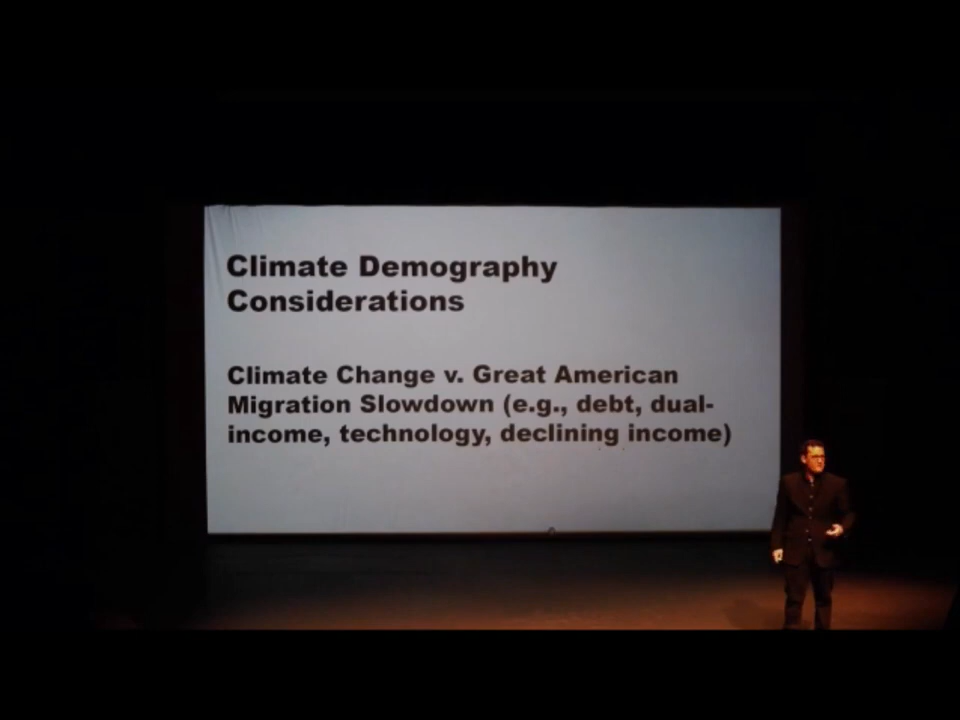 Climate Demography
Considerations
Climate Change v. Great American
Migration Slowdown (e.g., debt, dual-
income, technology, declining income)